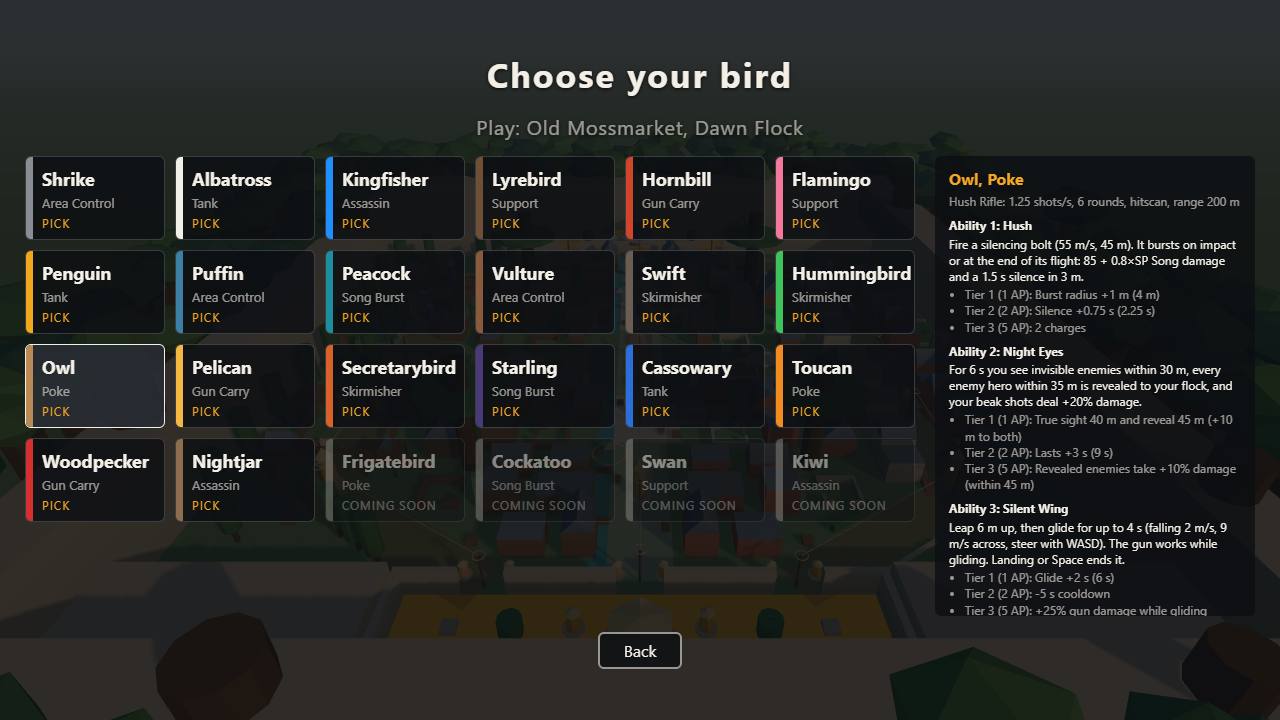 Choose your bird
Play: Old Mossmarket, Dawn Flock
Shrike
Area Control
PICK
Albatross
Tank
PICK
Kingfisher
Assassin
PICK
Lyrebird
Support
PICK
Hornbill
Gun Carry
PICK
Flamingo
Support
PICK
Penguin
Tank
PICK
Puffin
Area Control
PICK
Peacock
Song Burst
PICK
Vulture
Area Control
PICK
Swift
Skirmisher
PICK
Hummingbird
Skirmisher
PICK
Owl
Poke
PICK
Pelican
Gun Carry
PICK
Secretarybird
Skirmisher
PICK
Starling
Song Burst
PICK
Cassowary
Tank
PICK
Toucan
Poke
PICK
Woodpecker
Gun Carry
PICK
Nightjar
Assassin
PICK
Frigatebird
Poke
COMING SOON
Cockatoo
Song Burst
COMING SOON
Swan
Support
COMING SOON
Kiwi
Assassin
COMING SOON
Owl, Poke
Hush Rifle: 1.25 shots/s, 6 rounds, hitscan, range 200 m
Ability 1: Hush
Fire a silencing bolt (55 m/s, 45 m). It bursts on impact
or at the end of its flight: 85 + 0.8×SP Song damage
and a 1.5 s silence in 3 m.
• Tier 1 (1 AP): Burst radius +1 m (4 m)
• Tier 2 (2 AP): Silence +0.75 s (2.25 s)
• Tier 3 (5 AP): 2 charges
Ability 2: Night Eyes
For 6 s you see invisible enemies within 30 m, every
enemy hero within 35 m is revealed to your flock, and
your beak shots deal +20% damage.
• Tier 1 (1 AP): True sight 40 m and reveal 45 m (+10
m to both)
• Tier 2 (2 AP): Lasts +3 s (9 s)
• Tier 3 (5 AP): Revealed enemies take +10% damage
(within 45 m)
Ability 3: Silent Wing
Leap 6 m up, then glide for up to 4 s (falling 2 m/s, 9
m/s across, steer with WASD). The gun works while
gliding. Landing or Space ends it.
• Tier 1 (1 AP): Glide +2 s (6 s)
• Tier 2 (2 AP): -5 s cooldown
• Tier 3 (5 AP): +25% gun damage while gliding
Back